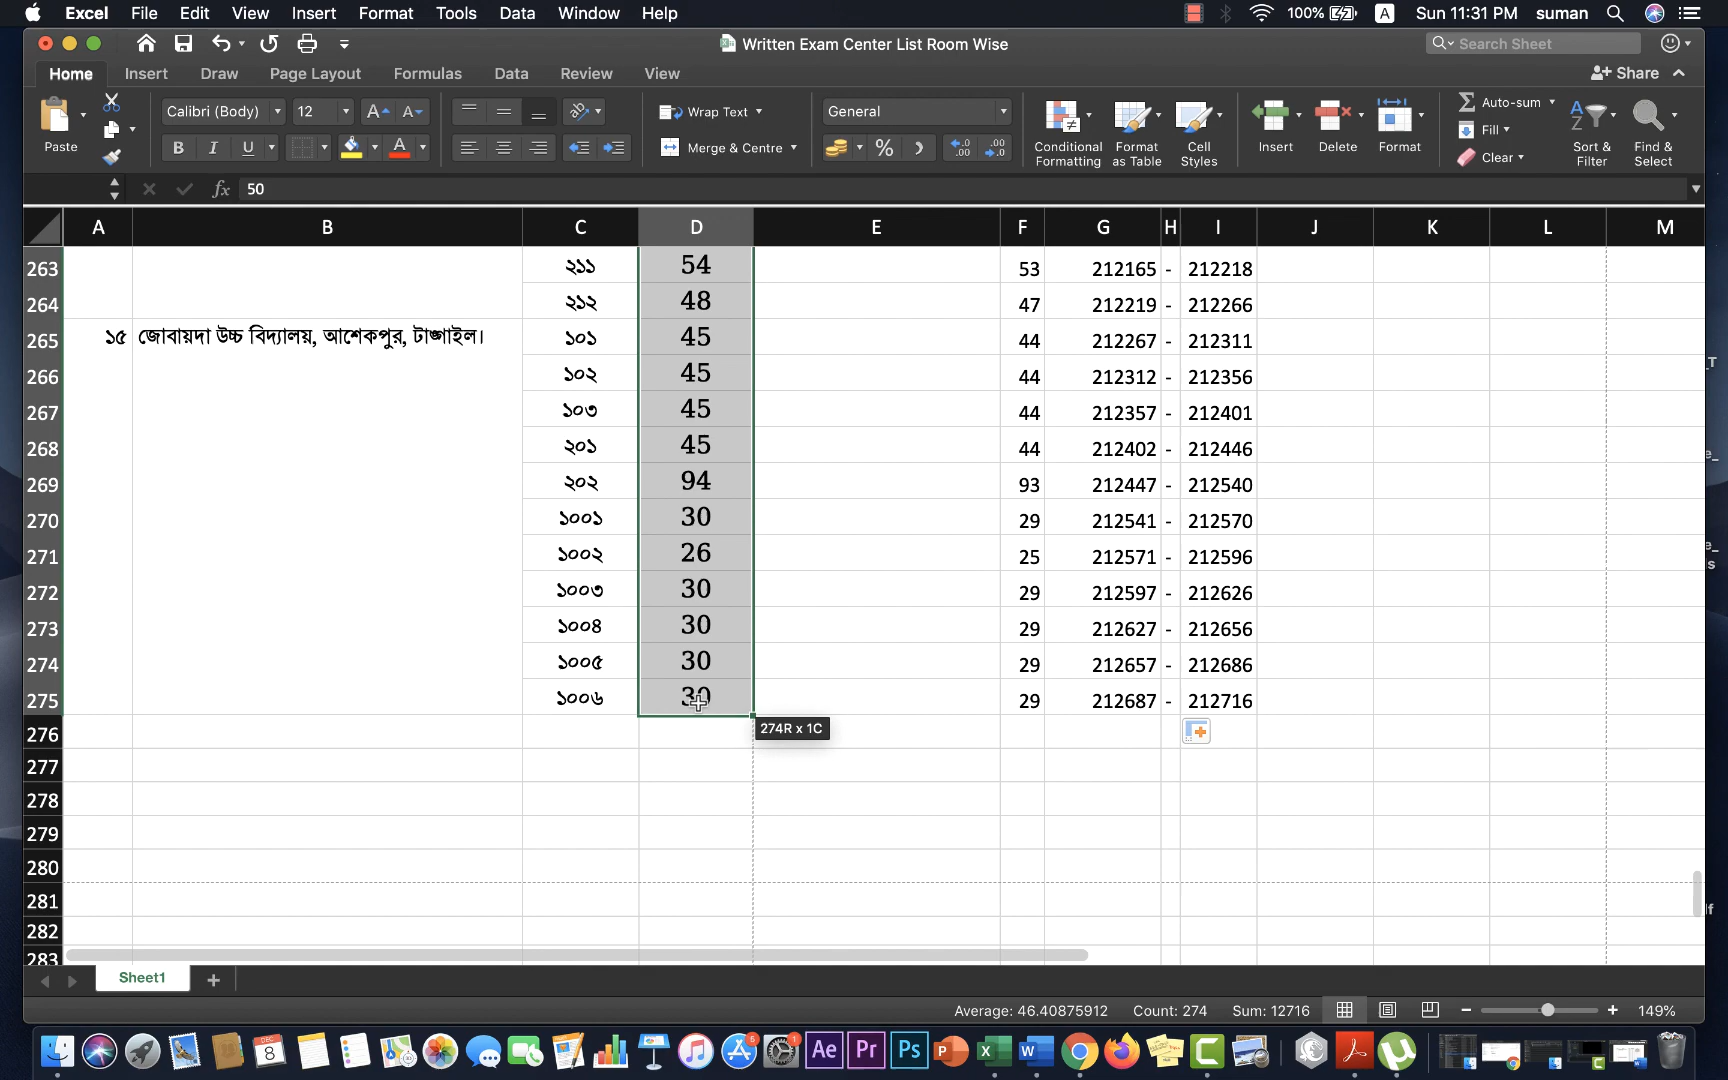 Excel File Edit View Insert Format Tools Data Window Help 100% A Sun 11:31 PM suman
Written Exam Center List Room Wise Search Sheet
Home Insert Draw Page Layout Formulas Data Review View Share
Paste Calibri (Body) 12 A A Wrap Text General Auto-sum
B I U A Merge & Centre % Fill
Conditional Formatting Format as Table Cell Styles Insert Delete Format Clear Sort & Filter Find & Select
fx 50
A B C D E F G H I J K L M
263 ২১১ 54 53 212165 - 212218
264 ২১২ 48 47 212219 - 212266
265 ১৫ জোবায়দা উচ্চ বিদ্যালয়, আশেকপুর, টাঙ্গাইল। ১০১ 45 44 212267 - 212311
266 ১০২ 45 44 212312 - 212356
267 ১০৩ 45 44 212357 - 212401
268 ২০১ 45 44 212402 - 212446
269 ২০২ 94 93 212447 - 212540
270 ১০০১ 30 29 212541 - 212570
271 ১০০২ 26 25 212571 - 212596
272 ১০০৩ 30 29 212597 - 212626
273 ১০০৪ 30 29 212627 - 212656
274 ১০০৫ 30 29 212657 - 212686
275 ১০০৬ 30 29 212687 - 212716
276 274R x 1C
277
278
279
280
281
282
283
Sheet1
Average: 46.40875912 Count: 274 Sum: 12716 149%
DEC 8 6 1 Ae Pr Ps P X W C